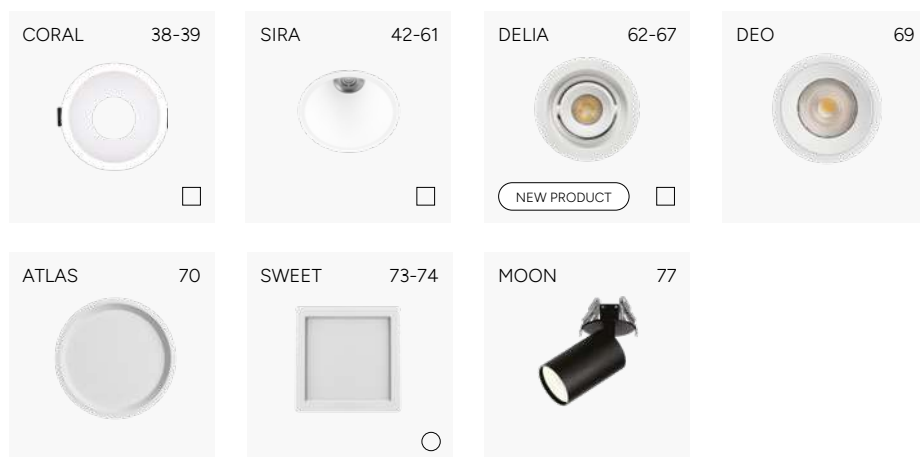 CORAL 38-39
SIRA 42-61
DELIA 62-67
DEO 69
NEW PRODUCT
ATLAS 70
SWEET 73-74
MOON 77